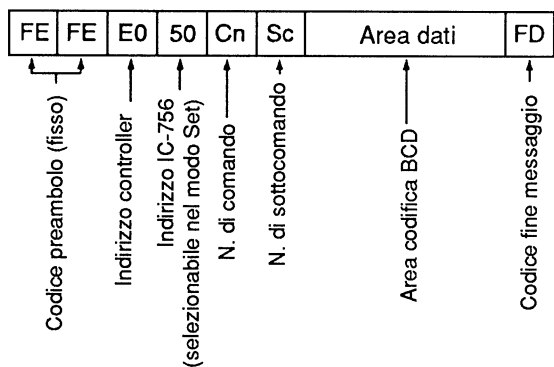 FE FE E0 50 Cn Sc Area dati FD
Codice preambolo (fisso)
Indirizzo controller
Indirizzo IC-756
(selezionabile nel modo Set)
N. di comando
N. di sottocomando
Area codifica BCD
Codice fine messaggio